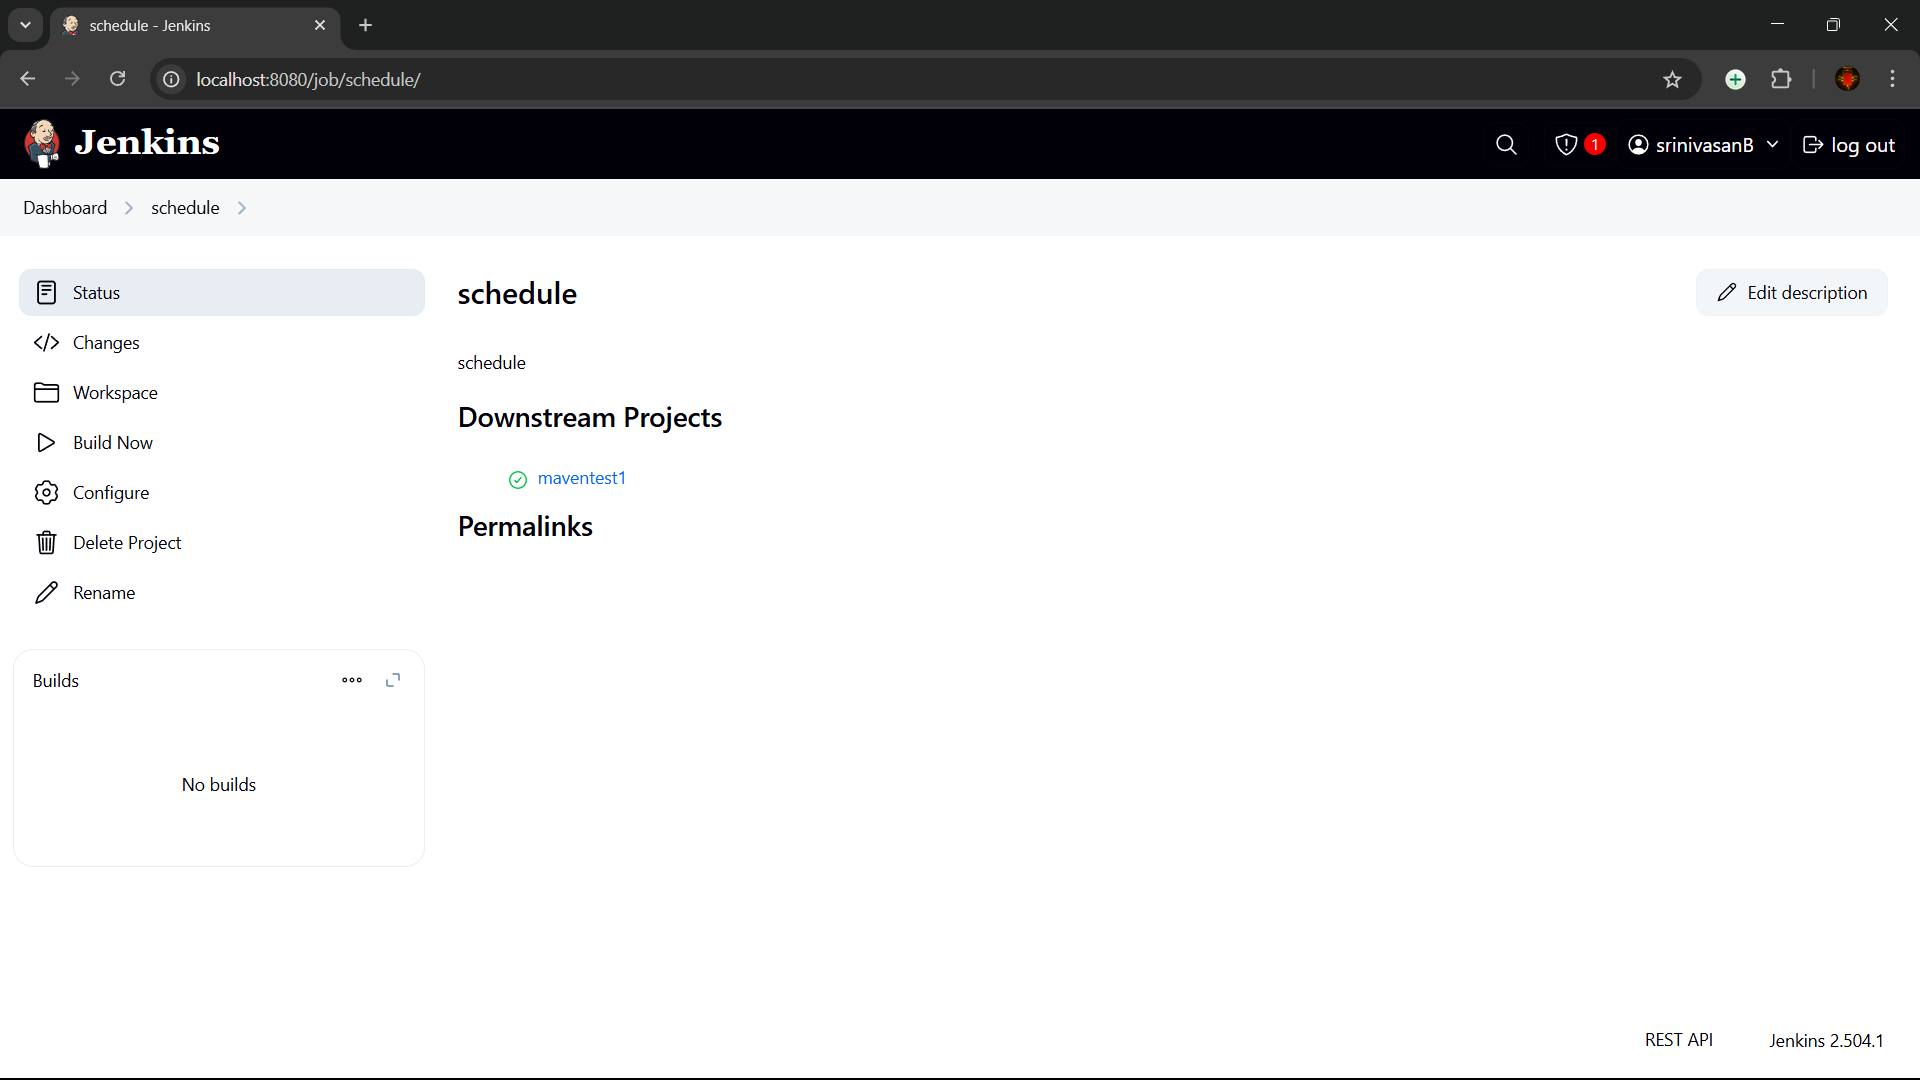 schedule - Jenkins
localhost:8080/job/schedule/
Jenkins
1
srinivasanB
log out
Dashboard
schedule
Status
Changes
Workspace
Build Now
Configure
Delete Project
Rename
Builds
No builds
schedule
Edit description
schedule
Downstream Projects
maventest1
Permalinks
REST API
Jenkins 2.504.1